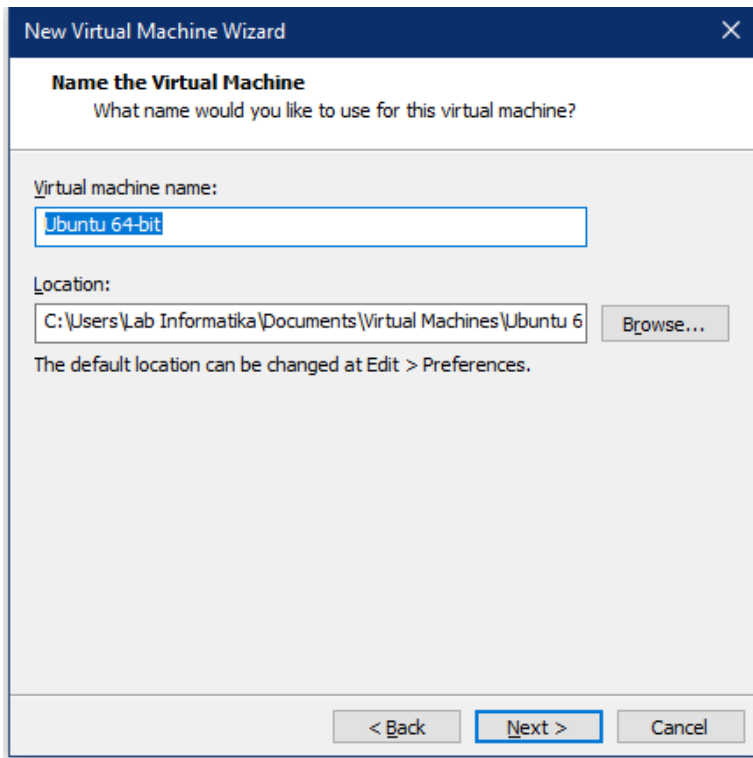 New Virtual Machine Wizard
Name the Virtual Machine
What name would you like to use for this virtual machine?
Virtual machine name:
Ubuntu 64-bit
Location:
C:\Users\Lab Informatika\Documents\Virtual Machines\Ubuntu 6
Browse...
The default location can be changed at Edit > Preferences.
< Back
Next >
Cancel